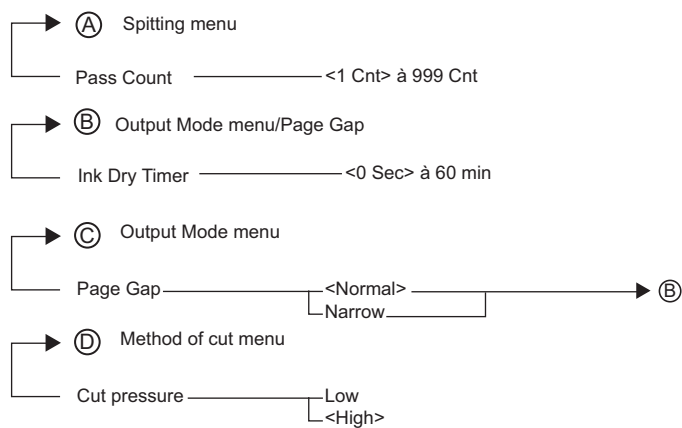 A Spitting menu
Pass Count <1 Cnt> à 999 Cnt
B Output Mode menu/Page Gap
Ink Dry Timer <0 Sec> à 60 min
C Output Mode menu
Page Gap <Normal> B
Narrow
D Method of cut menu
Cut pressure Low
<High>